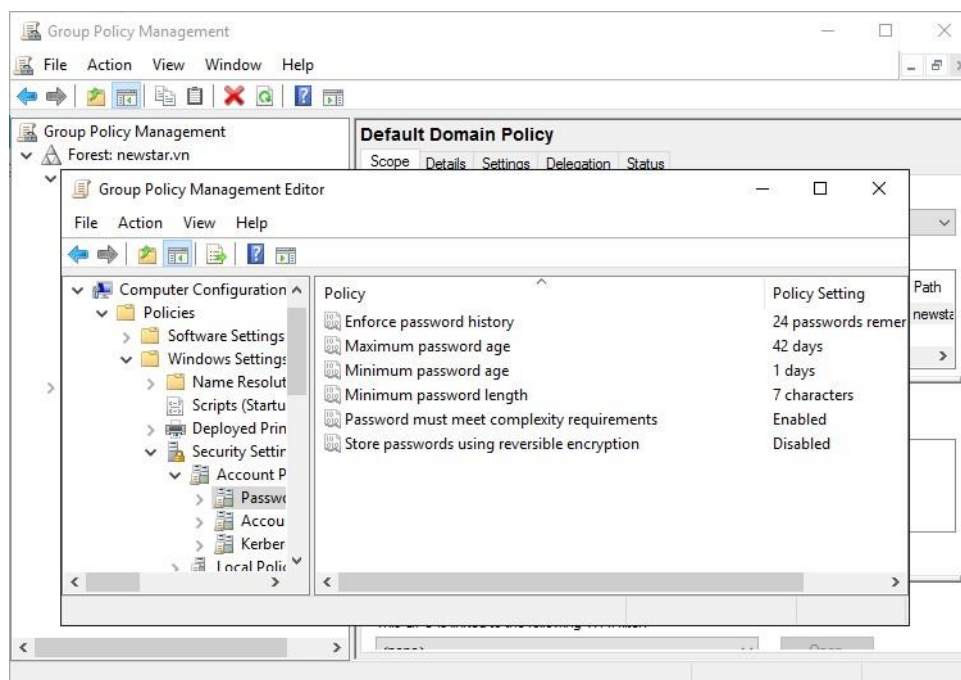 Group Policy Management
File Action View Window Help
Group Policy Management
Forest: newstar.vn
Default Domain Policy
Scope Details Settings Delegation Status
Path
newsta
Group Policy Management Editor
File Action View Help
Computer Configuration
Policies
Software Settings
Windows Settings
Name Resolut
Scripts (Startu
Deployed Prin
Security Settin
Account P
Passwo
Accou
Kerber
Local Polic
Policy Policy Setting
Enforce password history 24 passwords remer
Maximum password age 42 days
Minimum password age 1 days
Minimum password length 7 characters
Password must meet complexity requirements Enabled
Store passwords using reversible encryption Disabled